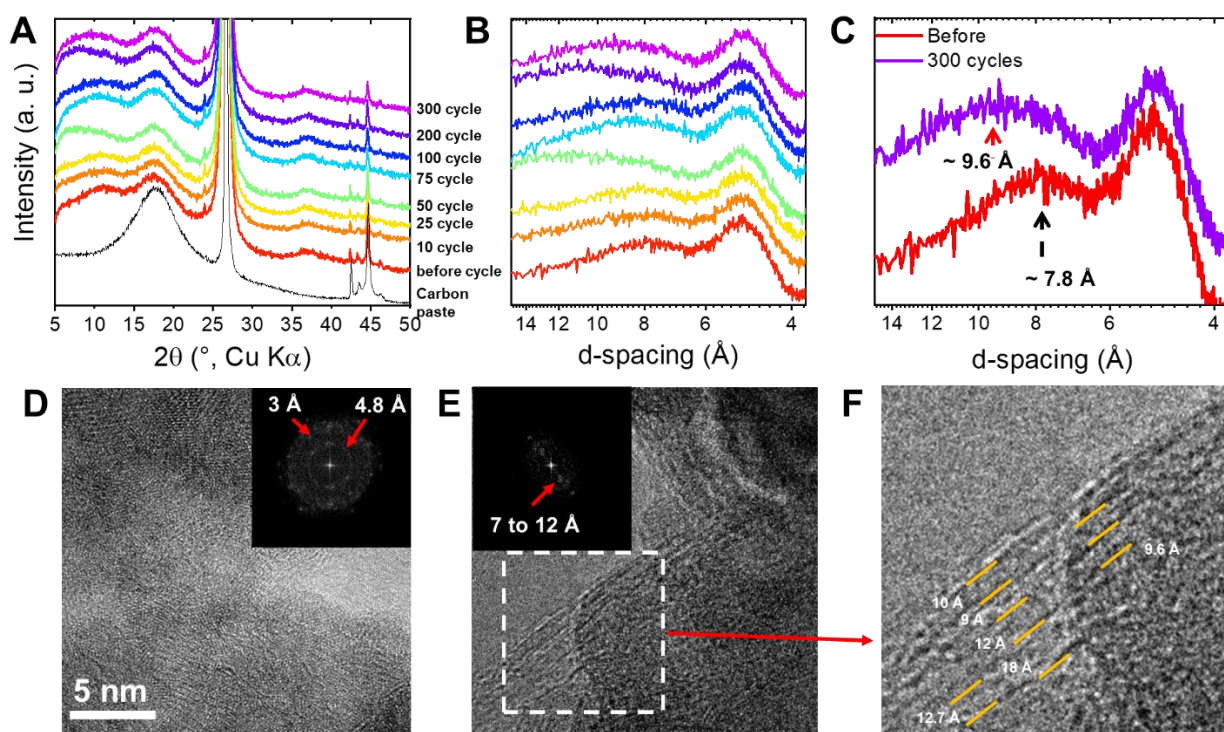 A
Intensity (a. u.)
300 cycle
200 cycle
100 cycle
75 cycle
50 cycle
25 cycle
10 cycle
before cycle
Carbon
paste
5 10 15 20 25 30 35 40 45 50
2θ (°, Cu Kα)
B
14 12 10 8 6 4
d-spacing (Å)
C
Before
300 cycles
~ 9.6 Å
~ 7.8 Å
14 12 10 8 6 4
d-spacing (Å)
D
3 Å
4.8 Å
5 nm
E
7 to 12 Å
F
9.6 Å
10 Å
9 Å
12 Å
18 Å
12.7 Å